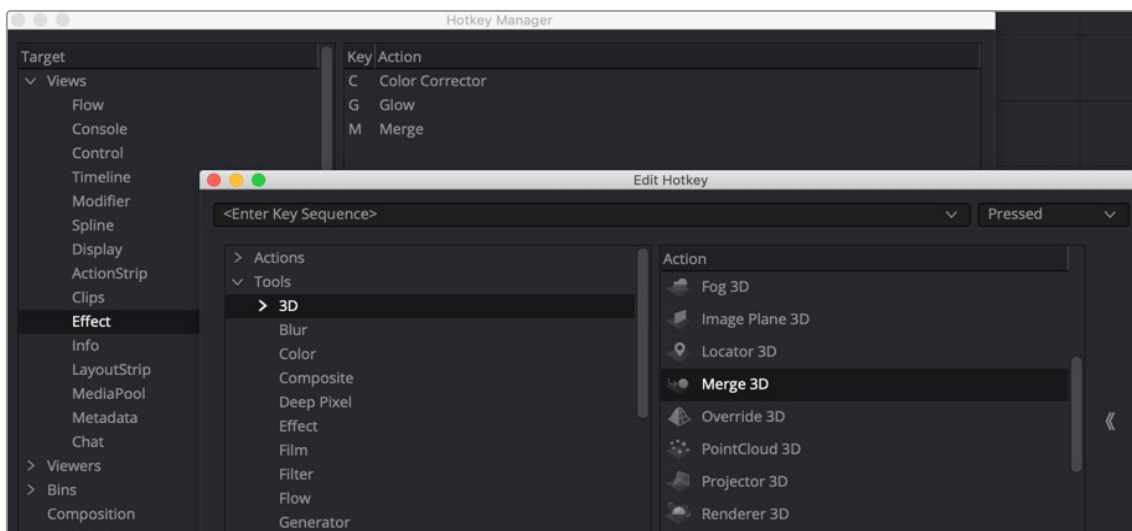 Hotkey Manager
Target
Key Action
Views
C Color Corrector
Flow
G Glow
Console
M Merge
Control
Timeline
Modifier
Spline
Display
ActionStrip
Clips
Effect
Info
LayoutStrip
MediaPool
Metadata
Chat
Viewers
Bins
Composition
Edit Hotkey
<Enter Key Sequence>
Pressed
Actions
Tools
3D
Blur
Color
Composite
Deep Pixel
Effect
Film
Filter
Flow
Generator
Action
Fog 3D
Image Plane 3D
Locator 3D
Merge 3D
Override 3D
PointCloud 3D
Projector 3D
Renderer 3D